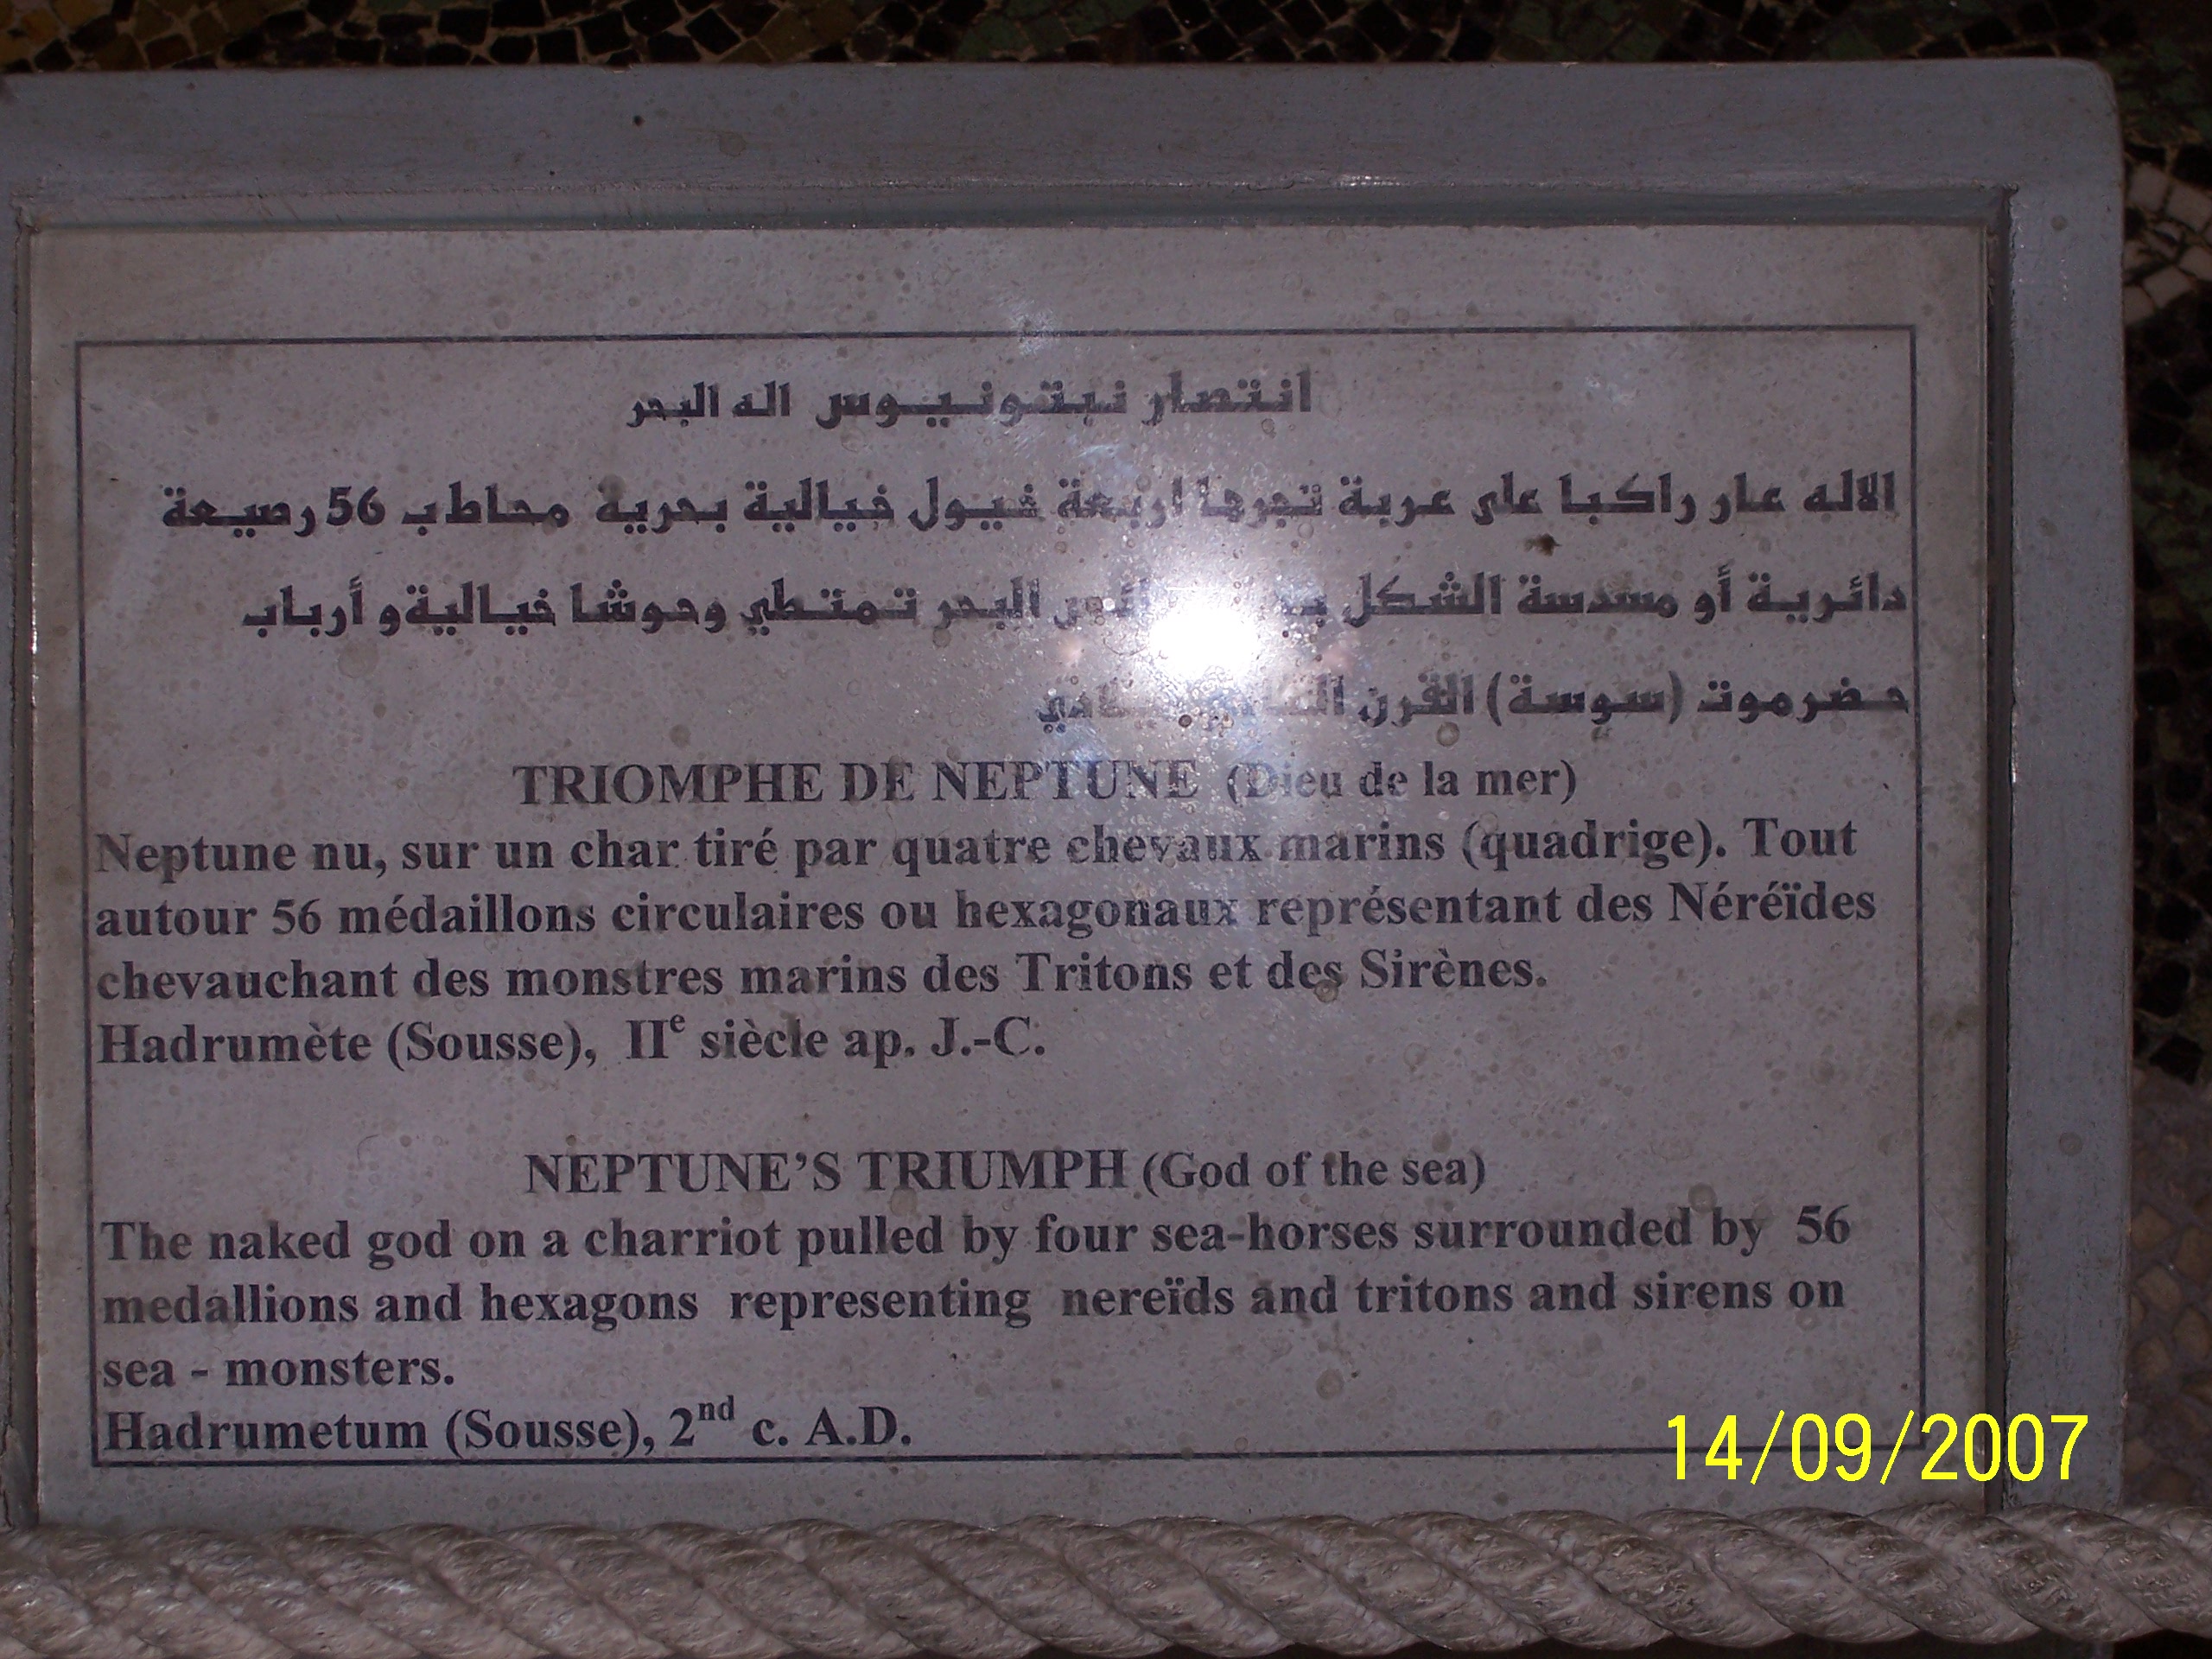 انتصار نبتونيوس اله البحر
الاله عار راكبا على عربة تجرها اربعة خيول خيالية بحرية محاط ب 56 رصيعة
دائرية أو مسدسة الشكل البحر تمتطي وحوشا خيالية و أرباب
حضرموت (سوسة) القرن
TRIOMPHE DE NEPTUNE (Dieu de la mer)
Neptune nu, sur un char tiré par quatre chevaux marins (quadrige). Tout
autour 56 médaillons circulaires ou hexagonaux représentant des Néréïdes
chevauchant des monstres marins des Tritons et des Sirènes.
Hadrumète (Sousse), IIe siècle ap. J.-C.
NEPTUNE'S TRIUMPH (God of the sea)
The naked god on a charriot pulled by four sea-horses surrounded by 56
medallions and hexagons representing nereïds and tritons and sirens on
sea - monsters.
Hadrumetum (Sousse), 2nd c. A.D.
14/09/2007